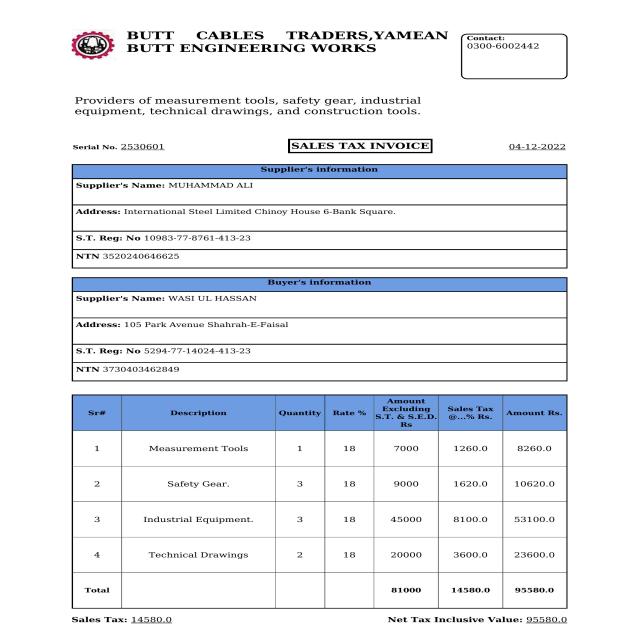 BUTT CABLES TRADERS,YAMEAN
BUTT ENGINEERING WORKS
Contact:
0300-6002442
Providers of measurement tools, safety gear, industrial
equipment, technical drawings, and construction tools.
Serial No. 2530601 SALES TAX INVOICE 04-12-2022
Supplier's information
Supplier's Name: MUHAMMAD ALI
Address: International Steel Limited Chinoy House 6-Bank Square.
S.T. Reg: No 10983-77-8761-413-23
NTN 3520240646625
Buyer's information
Supplier's Name: WASI UL HASSAN
Address: 105 Park Avenue Shahrah-E-Faisal
S.T. Reg: No 5294-77-14024-413-23
NTN 3730403462849
Sr# Description Quantity Rate % Amount Excluding S.T. & S.E.D. Rs Sales Tax @...% Rs. Amount Rs.
1 Measurement Tools 1 18 7000 1260.0 8260.0
2 Safety Gear. 3 18 9000 1620.0 10620.0
3 Industrial Equipment. 3 18 45000 8100.0 53100.0
4 Technical Drawings 2 18 20000 3600.0 23600.0
Total 81000 14580.0 95580.0
Sales Tax: 14580.0 Net Tax Inclusive Value: 95580.0